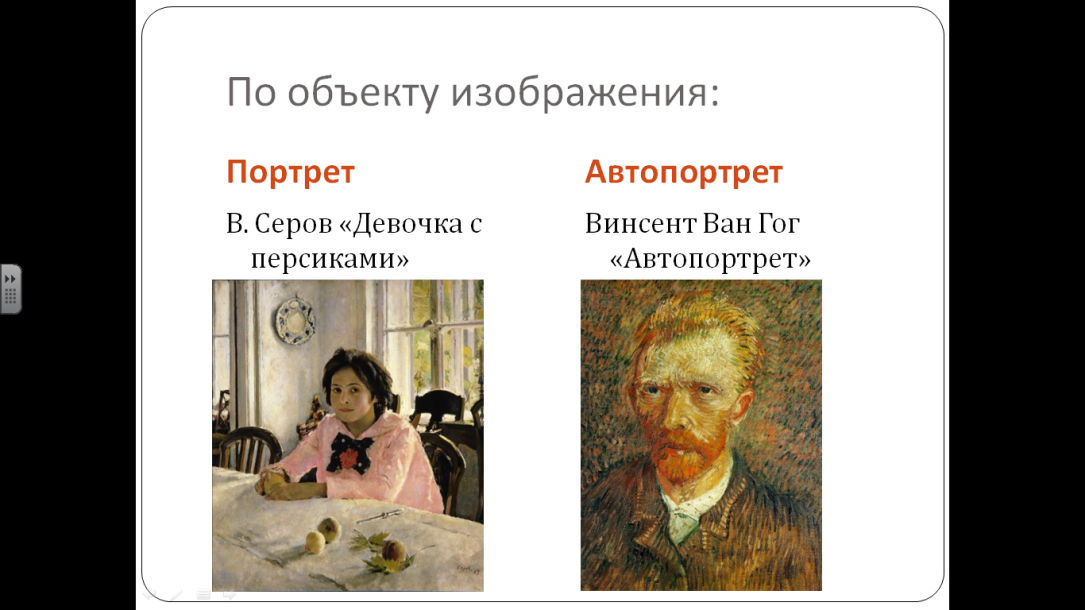 По объекту изображения:
Портрет
В. Серов «Девочка с
персиками»
Автопортрет
Винсент Ван Гог
«Автопортрет»